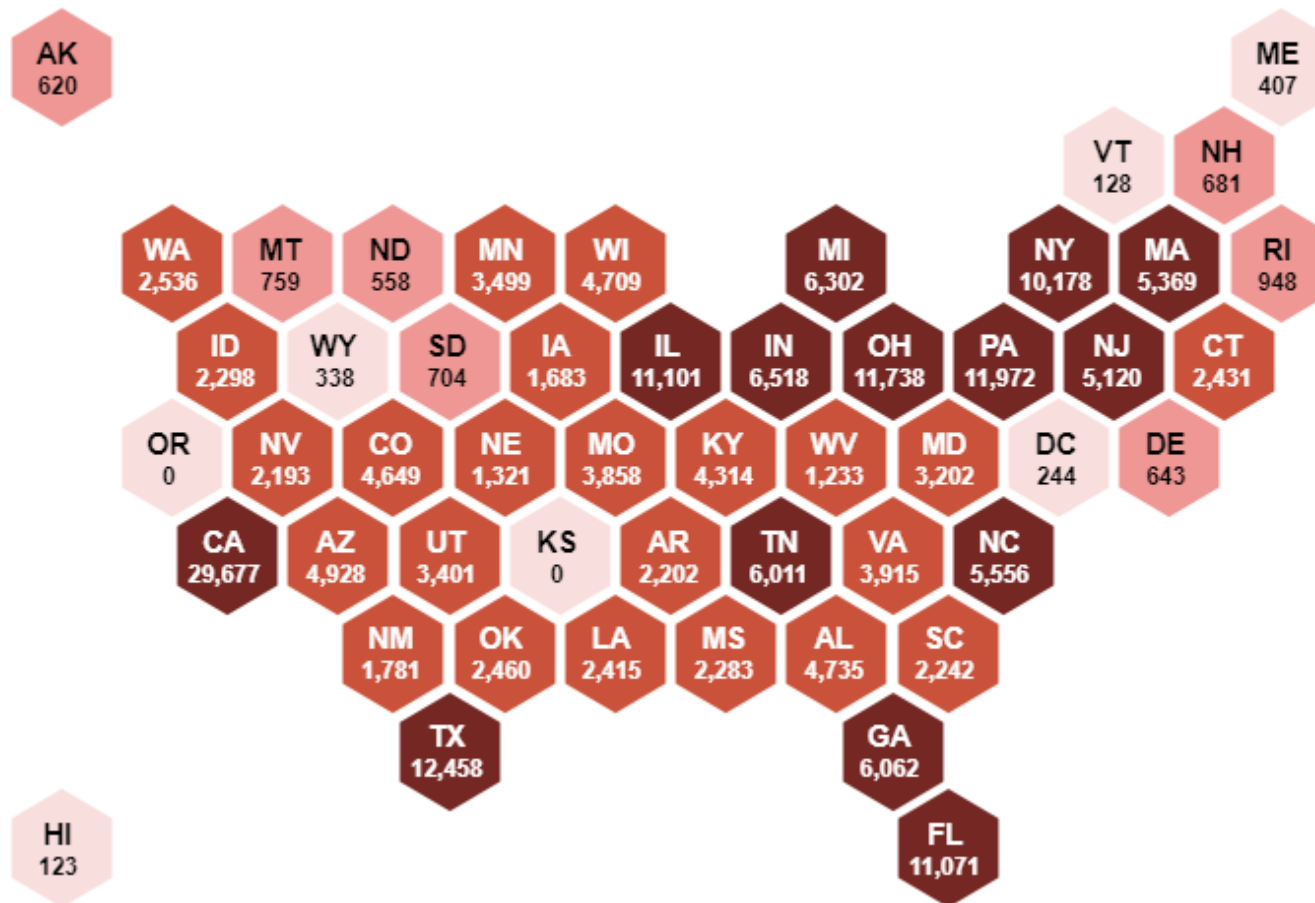 AK
620
ME
407
VT
128
NH
681
WA
2,536
MT
759
ND
558
MN
3,499
WI
4,709
MI
6,302
NY
10,178
MA
5,369
RI
948
ID
2,298
WY
338
SD
704
IA
1,683
IL
11,101
IN
6,518
OH
11,738
PA
11,972
NJ
5,120
CT
2,431
OR
0
NV
2,193
CO
4,649
NE
1,321
MO
3,858
KY
4,314
WV
1,233
MD
3,202
DC
244
DE
643
CA
29,677
AZ
4,928
UT
3,401
KS
0
AR
2,202
TN
6,011
VA
3,915
NC
5,556
NM
1,781
OK
2,460
LA
2,415
MS
2,283
AL
4,735
SC
2,242
TX
12,458
GA
6,062
HI
123
FL
11,071